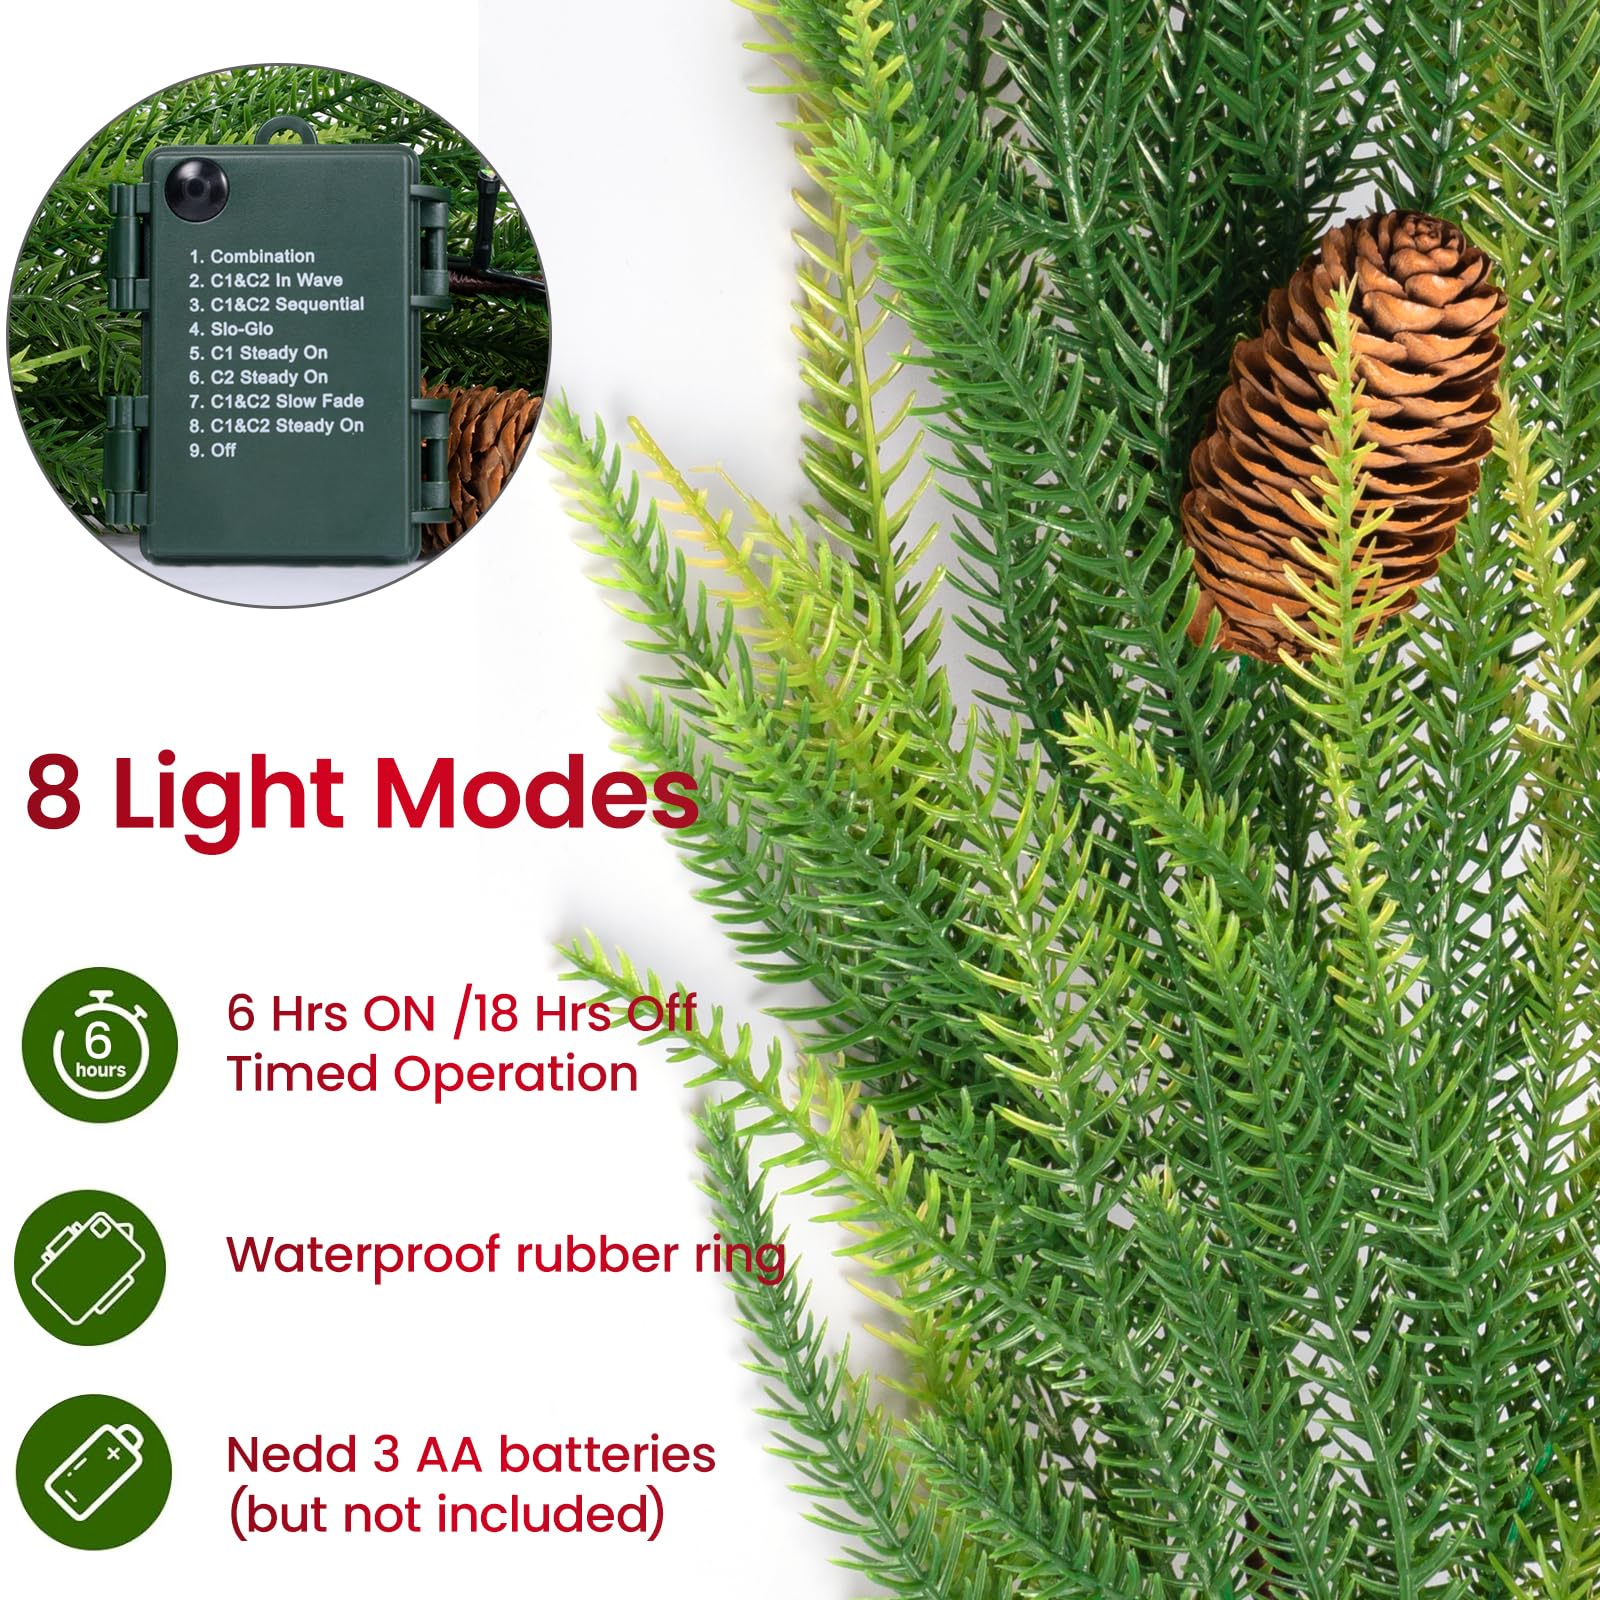 1. Combination
2. C1&C2 In Wave
3. C1&C2 Sequential
4. Slo-Glo
5. C1 Steady On
6. C2 Steady On
7. C1&C2 Slow Fade
8. C1&C2 Steady On
9. Off
8 Light Modes
6
hours
6 Hrs ON /18 Hrs Off
Timed Operation
Waterproof rubber ring
Nedd 3 AA batteries
(but not included)